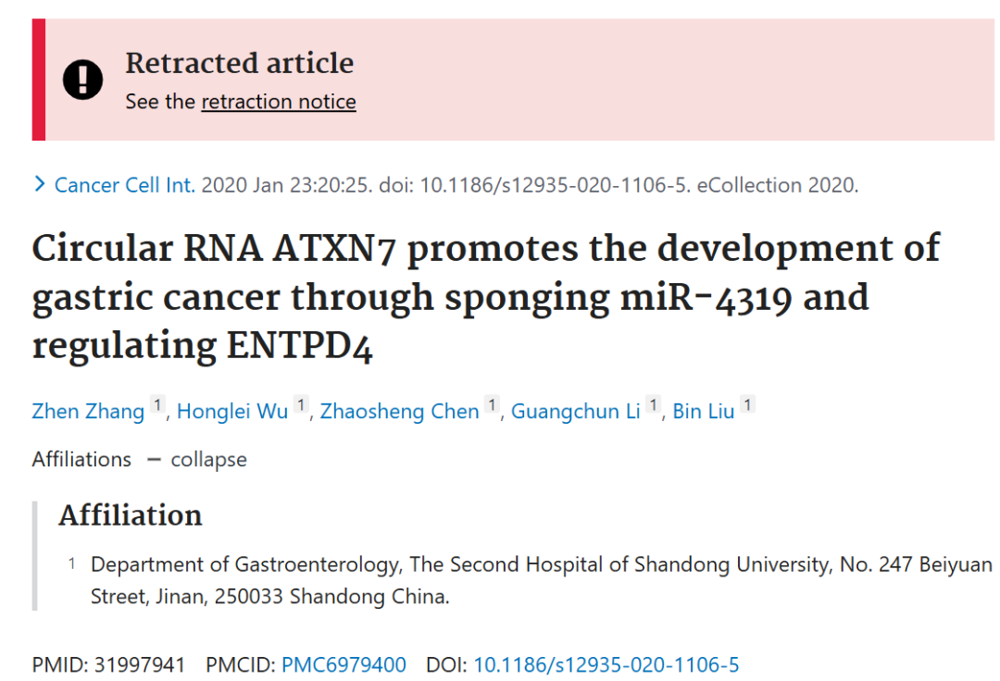 Retracted article
See the retraction notice
Cancer Cell Int. 2020 Jan 23:20:25. doi: 10.1186/s12935-020-1106-5. eCollection 2020.
Circular RNA ATXN7 promotes the development of
gastric cancer through sponging miR-4319 and
regulating ENTPD4
Zhen Zhang 1, Honglei Wu 1, Zhaosheng Chen 1, Guangchun Li 1, Bin Liu 1
Affiliations — collapse
Affiliation
1 Department of Gastroenterology, The Second Hospital of Shandong University, No. 247 Beiyuan
Street, Jinan, 250033 Shandong China.
PMID: 31997941 PMCID: PMC6979400 DOI: 10.1186/s12935-020-1106-5